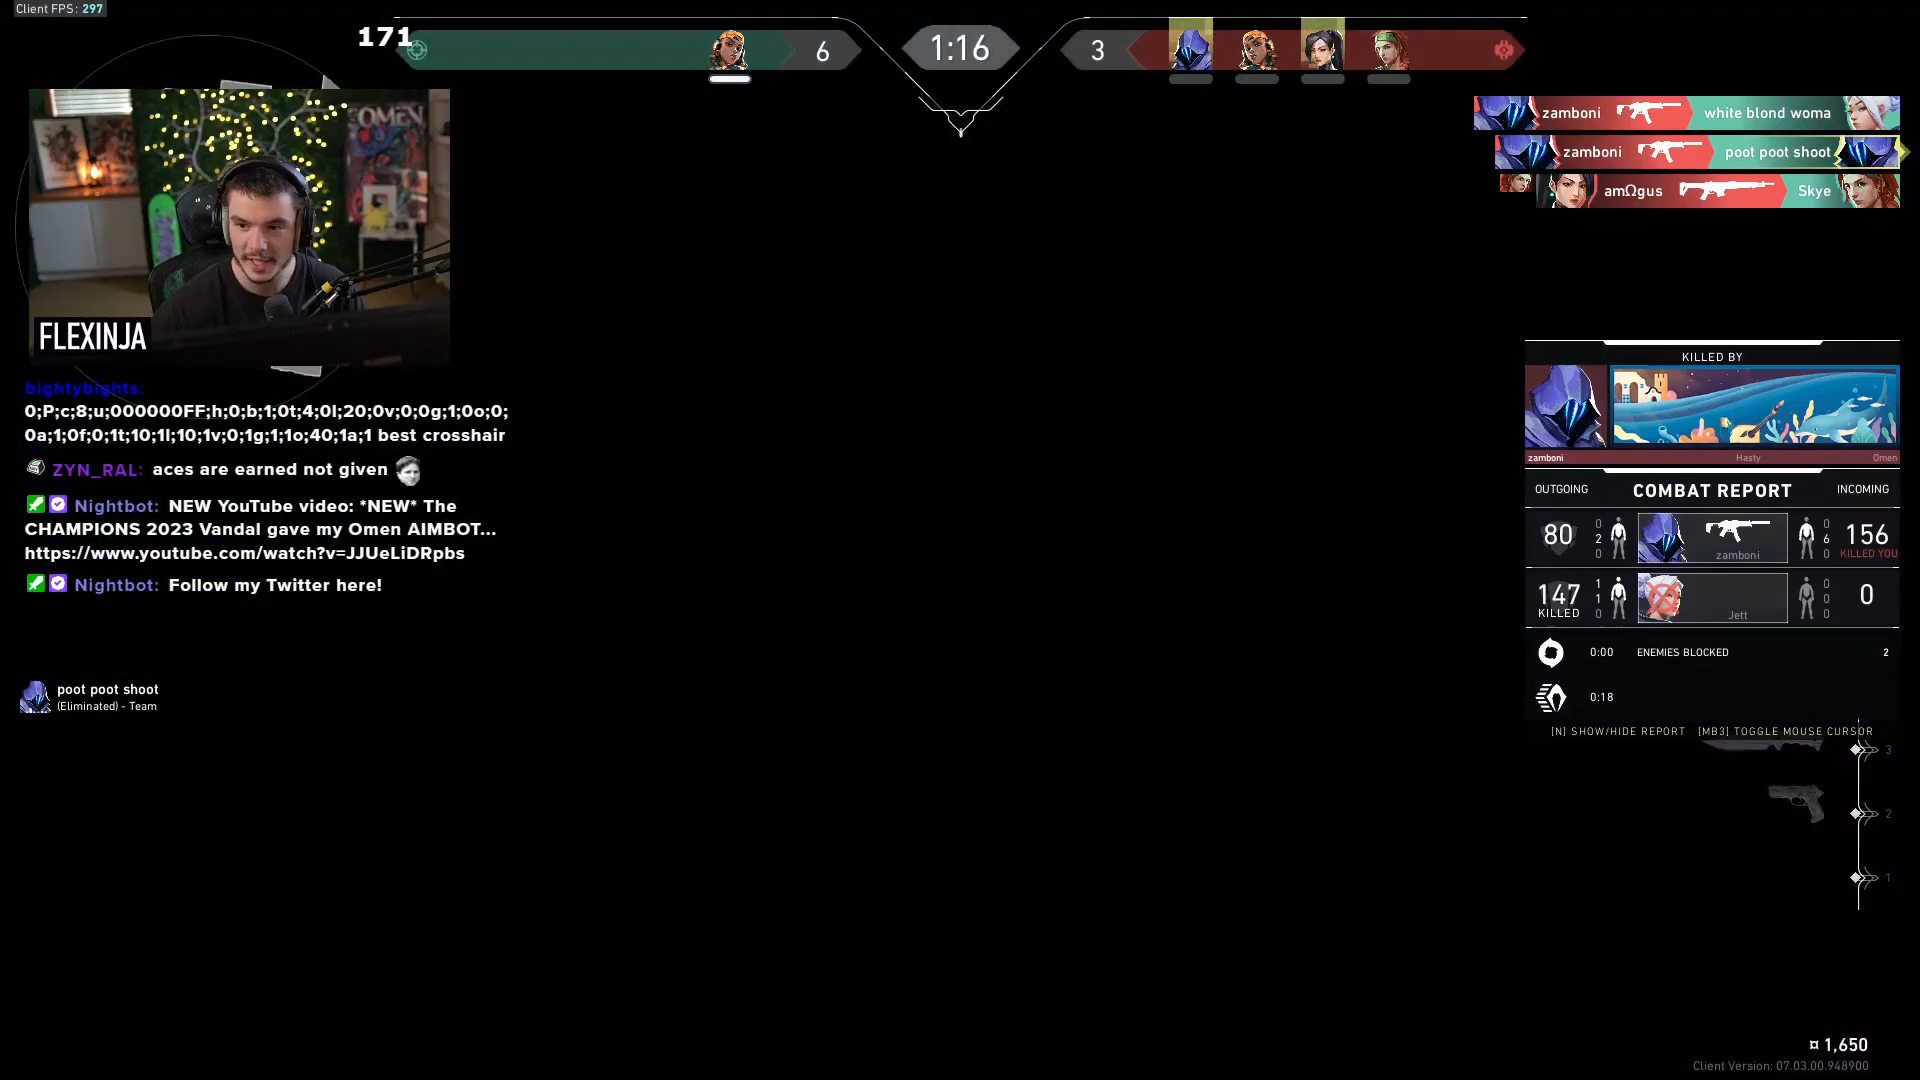 Client FPS: 297
171
6
1:16
3
zamboni white blond woma
zamboni poot poot shoot
amΩgus Skye
OMEN
FLEXINJA
bightybights:
0;P;c;8;u;000000FF;h;0;b;1;0t;4;0l;20;0v;0;0g;1;0o;0;
0a;1;0f;0;1t;10;1l;10;1v;0;1g;1;1o;40;1a;1 best crosshair
ZYN_RAL: aces are earned not given
Nightbot: NEW YouTube video: *NEW* The
CHAMPIONS 2023 Vandal gave my Omen AIMBOT...
https://www.youtube.com/watch?v=JJUeLiDRpbs
Nightbot: Follow my Twitter here!
poot poot shoot
(Eliminated) - Team
KILLED BY
zamboni Hasty Omen
OUTGOING COMBAT REPORT INCOMING
80 0 2 0 zamboni 0 6 0 156
KILLED YOU
147 1 1 0 Jett 0 0 0 0
KILLED
0:00 ENEMIES BLOCKED 2
0:18
[N] SHOW/HIDE REPORT [MB3] TOGGLE MOUSE CURSOR
3
2
1
¤ 1,650
Client Version: 07.03.00.948900